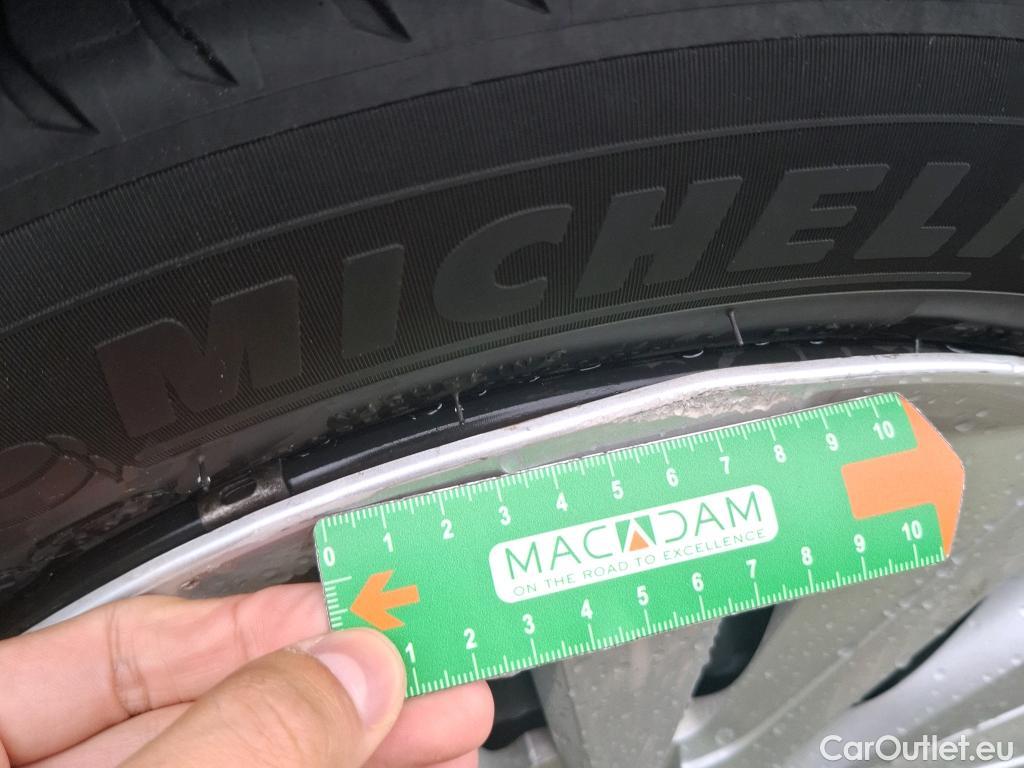 MICHELI
0 1 2 3 4 5 6 7 8 9 10
MACADAM
ON THE ROAD TO EXCELLENCE
1 2 3 4 5 6 7 8 9 10
CarOutlet.eu